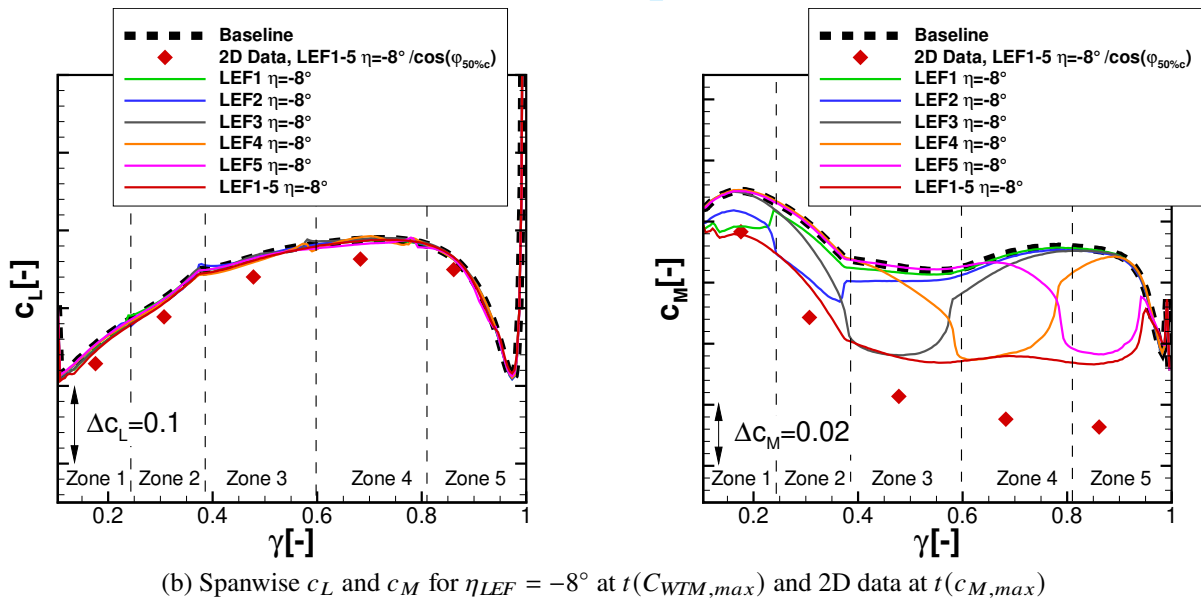 Baseline
2D Data, LEF1-5 η=-8° /cos(φ50%c)
LEF1 η=-8°
LEF2 η=-8°
LEF3 η=-8°
LEF4 η=-8°
LEF5 η=-8°
LEF1-5 η=-8°
cL[-]
ΔcL=0.1
Zone 1
Zone 2
Zone 3
Zone 4
Zone 5
0.2
0.4
0.6
0.8
1
γ[-]
Baseline
2D Data, LEF1-5 η=-8° /cos(φ50%c)
LEF1 η=-8°
LEF2 η=-8°
LEF3 η=-8°
LEF4 η=-8°
LEF5 η=-8°
LEF1-5 η=-8°
cM[-]
ΔcM=0.02
Zone 1
Zone 2
Zone 3
Zone 4
Zone 5
0.2
0.4
0.6
0.8
1
γ[-]
(b) Spanwise cL and cM for ηLEF = −8° at t(CWTM,max) and 2D data at t(cM,max)